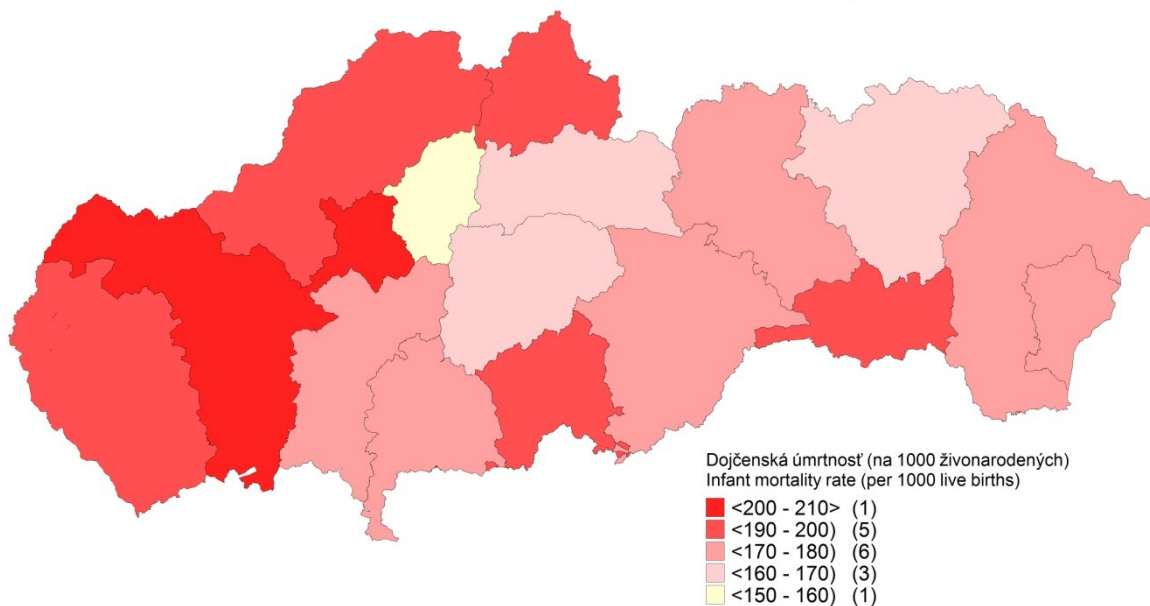 Dojčenská úmrtnosť (na 1000 živonarodených)
Infant mortality rate (per 1000 live births)
<200 - 210> (1)
<190 - 200) (5)
<170 - 180) (6)
<160 - 170) (3)
<150 - 160) (1)